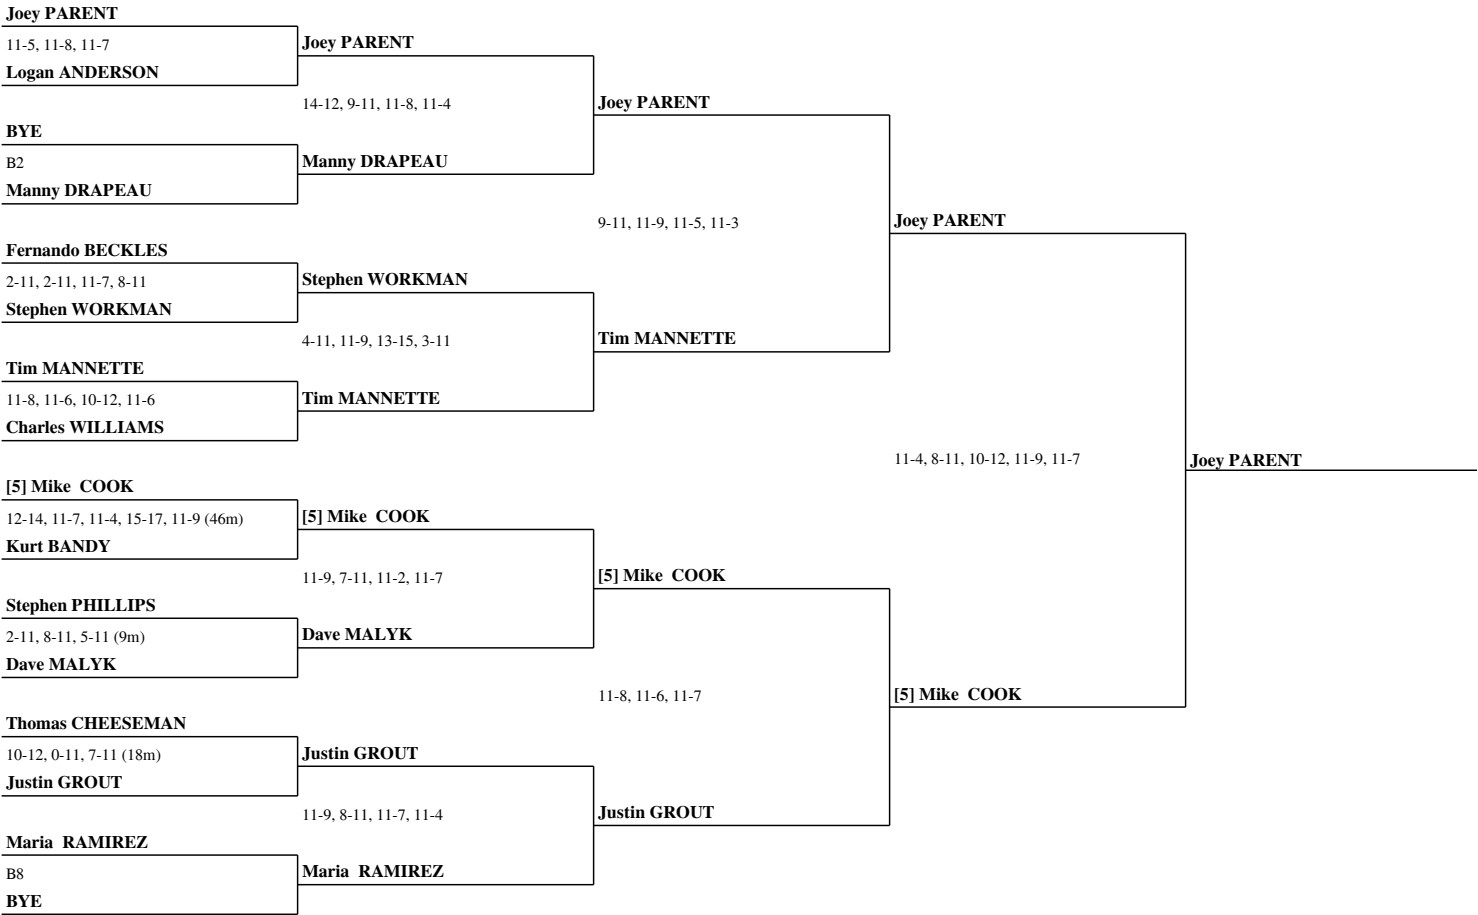 Joey PARENT
11-5, 11-8, 11-7
Logan ANDERSON
BYE
B2
Manny DRAPEAU
Fernando BECKLES
2-11, 2-11, 11-7, 8-11
Stephen WORKMAN
Tim MANNETTE
11-8, 11-6, 10-12, 11-6
Charles WILLIAMS
[5] Mike COOK
12-14, 11-7, 11-4, 15-17, 11-9 (46m)
Kurt BANDY
Stephen PHILLIPS
2-11, 8-11, 5-11 (9m)
Dave MALYK
Thomas CHEESEMAN
10-12, 0-11, 7-11 (18m)
Justin GROUT
Maria RAMIREZ
B8
BYE
Joey PARENT
14-12, 9-11, 11-8, 11-4
Manny DRAPEAU
Stephen WORKMAN
4-11, 11-9, 13-15, 3-11
Tim MANNETTE
[5] Mike COOK
11-9, 7-11, 11-2, 11-7
Dave MALYK
Justin GROUT
11-9, 8-11, 11-7, 11-4
Maria RAMIREZ
Joey PARENT
9-11, 11-9, 11-5, 11-3
Tim MANNETTE
[5] Mike COOK
11-8, 11-6, 11-7
Justin GROUT
Joey PARENT
11-4, 8-11, 10-12, 11-9, 11-7
[5] Mike COOK
Joey PARENT